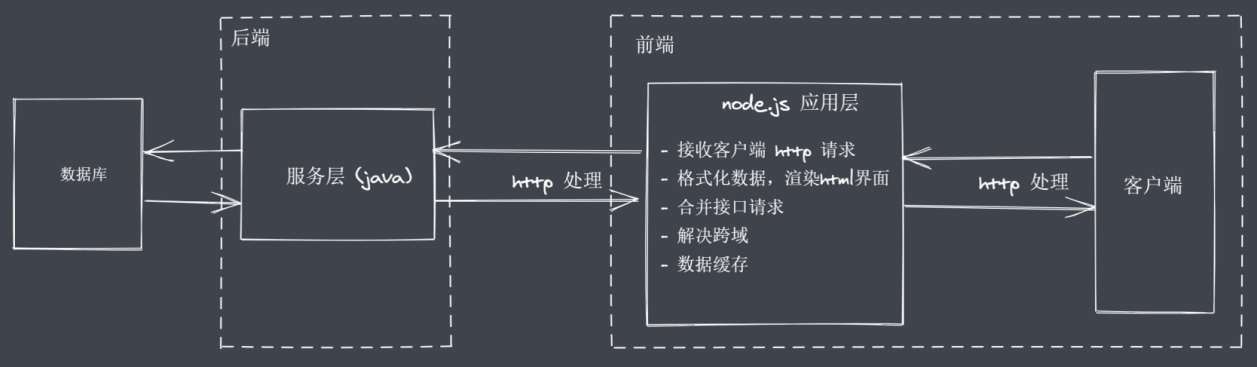 后端
前端
数据库
服务层 (java)
http 处理
node.js 应用层
- 接收客户端 http 请求
- 格式化数据，渲染html界面
- 合并接口请求
- 解决跨域
- 数据缓存
http 处理
客户端